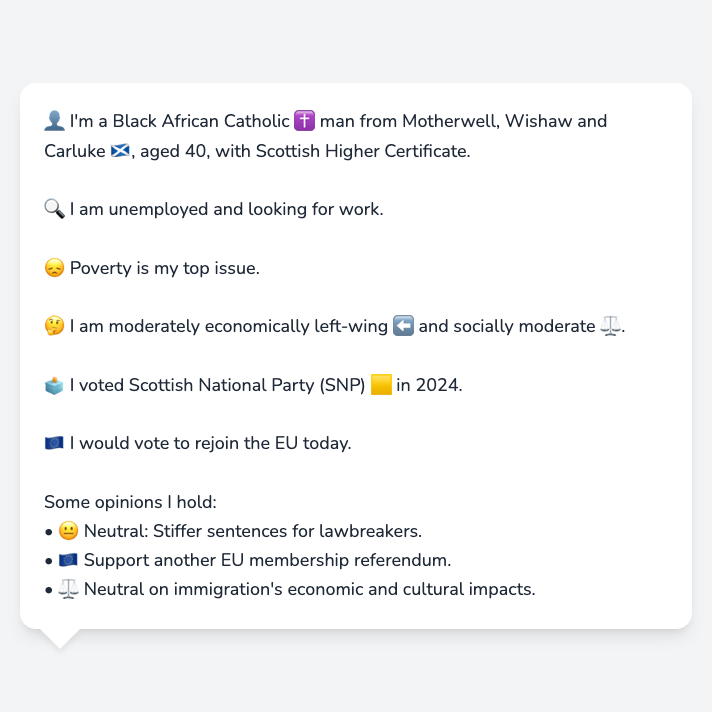 👤 I'm a Black African Catholic ✝️ man from Motherwell, Wishaw and
Carluke 🏴󠁧󠁢󠁳󠁣󠁴󠁿, aged 40, with Scottish Higher Certificate.
🔍 I am unemployed and looking for work.
😞 Poverty is my top issue.
🤔 I am moderately economically left-wing ⬅️ and socially moderate ⚖️.
🗳️ I voted Scottish National Party (SNP) 🟨 in 2024.
🇪🇺 I would vote to rejoin the EU today.
Some opinions I hold:
• 😐 Neutral: Stiffer sentences for lawbreakers.
• 🇪🇺 Support another EU membership referendum.
• ⚖️ Neutral on immigration's economic and cultural impacts.